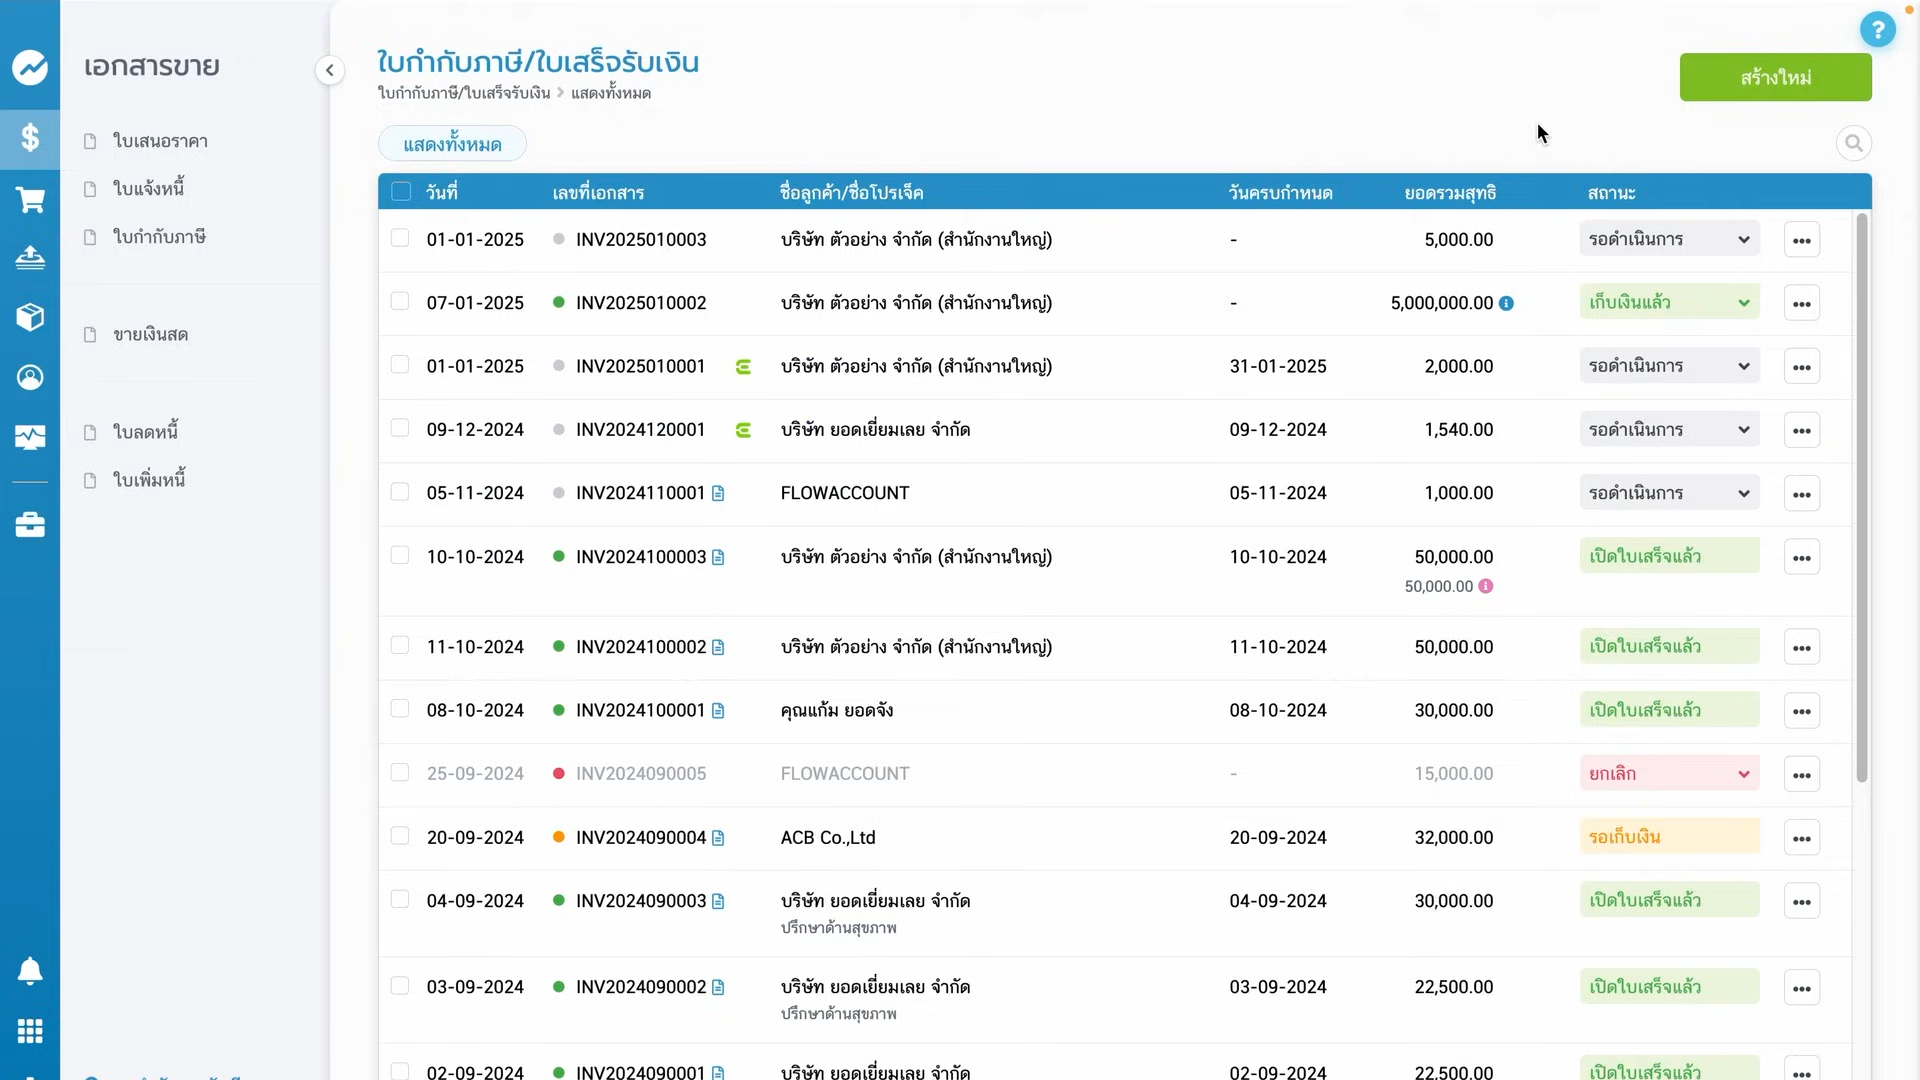 ?
เอกสารขาย
ใบเสนอราคา
ใบแจ้งหนี้
ใบกำกับภาษี
ขายเงินสด
ใบลดหนี้
ใบเพิ่มหนี้
ใบกำกับภาษี/ใบเสร็จรับเงิน
ใบกำกับภาษี/ใบเสร็จรับเงิน > แสดงทั้งหมด
สร้างใหม่
แสดงทั้งหมด
วันที่ เลขที่เอกสาร ชื่อลูกค้า/ชื่อโปรเจ็ค วันครบกำหนด ยอดรวมสุทธิ สถานะ
01-01-2025 INV2025010003 บริษัท ตัวอย่าง จำกัด (สำนักงานใหญ่) - 5,000.00 รอดำเนินการ
07-01-2025 INV2025010002 บริษัท ตัวอย่าง จำกัด (สำนักงานใหญ่) - 5,000,000.00 เก็บเงินแล้ว
01-01-2025 INV2025010001 บริษัท ตัวอย่าง จำกัด (สำนักงานใหญ่) 31-01-2025 2,000.00 รอดำเนินการ
09-12-2024 INV2024120001 บริษัท ยอดเยี่ยมเลย จำกัด 09-12-2024 1,540.00 รอดำเนินการ
05-11-2024 INV2024110001 FLOWACCOUNT 05-11-2024 1,000.00 รอดำเนินการ
10-10-2024 INV2024100003 บริษัท ตัวอย่าง จำกัด (สำนักงานใหญ่) 10-10-2024 50,000.00 เปิดใบเสร็จแล้ว
50,000.00
11-10-2024 INV2024100002 บริษัท ตัวอย่าง จำกัด (สำนักงานใหญ่) 11-10-2024 50,000.00 เปิดใบเสร็จแล้ว
08-10-2024 INV2024100001 คุณแก้ม ยอดจัง 08-10-2024 30,000.00 เปิดใบเสร็จแล้ว
25-09-2024 INV2024090005 FLOWACCOUNT - 15,000.00 ยกเลิก
20-09-2024 INV2024090004 ACB Co.,Ltd 20-09-2024 32,000.00 รอเก็บเงิน
04-09-2024 INV2024090003 บริษัท ยอดเยี่ยมเลย จำกัด 04-09-2024 30,000.00 เปิดใบเสร็จแล้ว
ปรึกษาด้านสุขภาพ
03-09-2024 INV2024090002 บริษัท ยอดเยี่ยมเลย จำกัด 03-09-2024 22,500.00 เปิดใบเสร็จแล้ว
ปรึกษาด้านสุขภาพ
02-09-2024 INV2024090001 บริษัท ยอดเยี่ยมเลย จำกัด 02-09-2024 22,500.00 เปิดใบเสร็จแล้ว